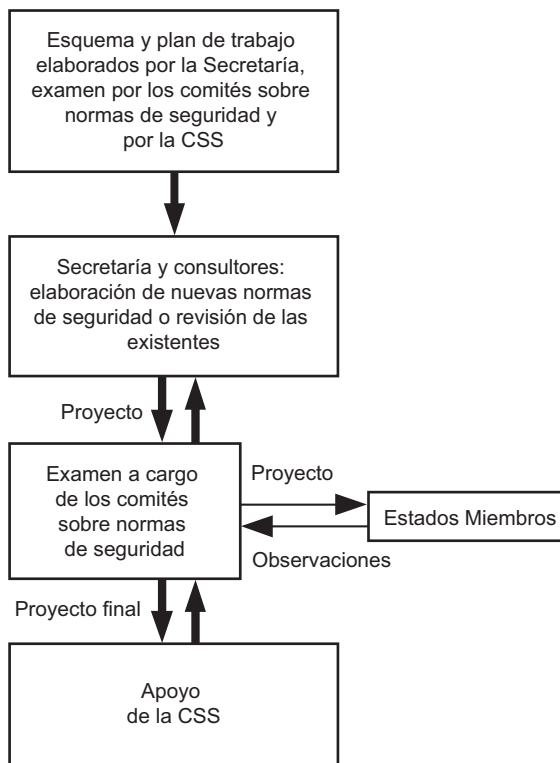 Esquema y plan de trabajo
elaborados por la Secretaría,
examen por los comités sobre
normas de seguridad y
por la CSS
Secretaría y consultores:
elaboración de nuevas normas
de seguridad o revisión de las
existentes
Proyecto
Examen a cargo
de los comités
sobre normas
de seguridad
Proyecto
Estados Miembros
Observaciones
Proyecto final
Apoyo
de la CSS